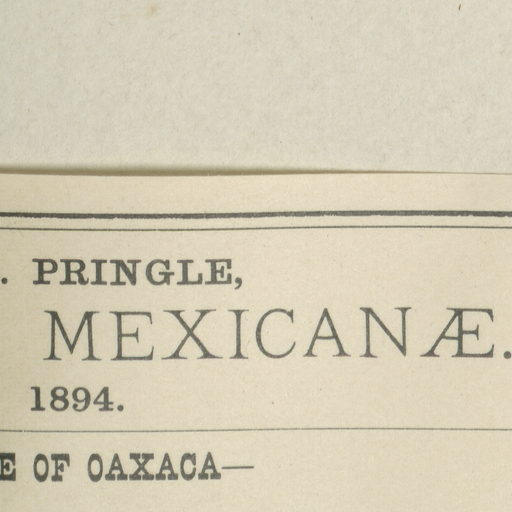 . PRINGLE,
MEXICANÆ.
1894.
E OF OAXACA—